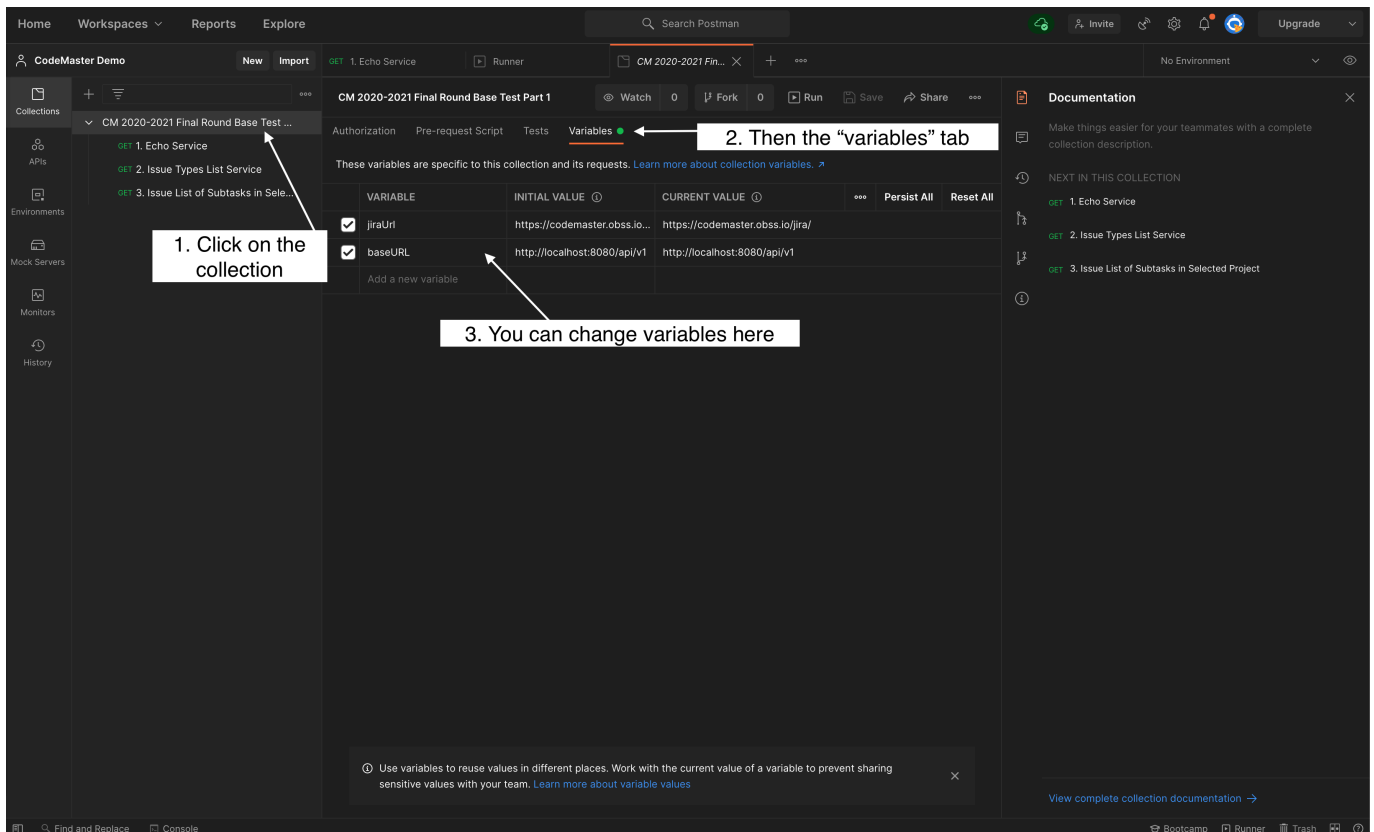 Home Workspaces Reports Explore
Search Postman
Invite
Upgrade
CodeMaster Demo
New Import
GET 1. Echo Service
Runner
CM 2020-2021 Fin...
No Environment
Collections
APIs
Environments
Mock Servers
Monitors
History
CM 2020-2021 Final Round Base Test ...
GET 1. Echo Service
GET 2. Issue Types List Service
GET 3. Issue List of Subtasks in Sele...
1. Click on the
collection
CM 2020-2021 Final Round Base Test Part 1
Watch 0 Fork 0 Run Save Share
Authorization Pre-request Script Tests Variables
2. Then the “variables” tab
These variables are specific to this collection and its requests. Learn more about collection variables. ↗
VARIABLE INITIAL VALUE CURRENT VALUE Persist All Reset All
jiraUrl https://codemaster.obss.io... https://codemaster.obss.io/jira/
baseURL http://localhost:8080/api/v1 http://localhost:8080/api/v1
Add a new variable
3. You can change variables here
Use variables to reuse values in different places. Work with the current value of a variable to prevent sharing
sensitive values with your team. Learn more about variable values
Documentation
Make things easier for your teammates with a complete
collection description.
NEXT IN THIS COLLECTION
GET 1. Echo Service
GET 2. Issue Types List Service
GET 3. Issue List of Subtasks in Selected Project
View complete collection documentation →
Find and Replace Console
Bootcamp Runner Trash